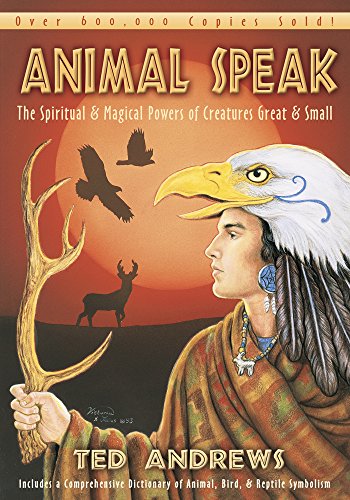 Over 600,000 Copies Sold!
ANIMAL SPEAK
The Spiritual & Magical Powers of Creatures Great & Small
TED ANDREWS
Includes a Comprehensive Dictionary of Animal, Bird, & Reptile Symbolism